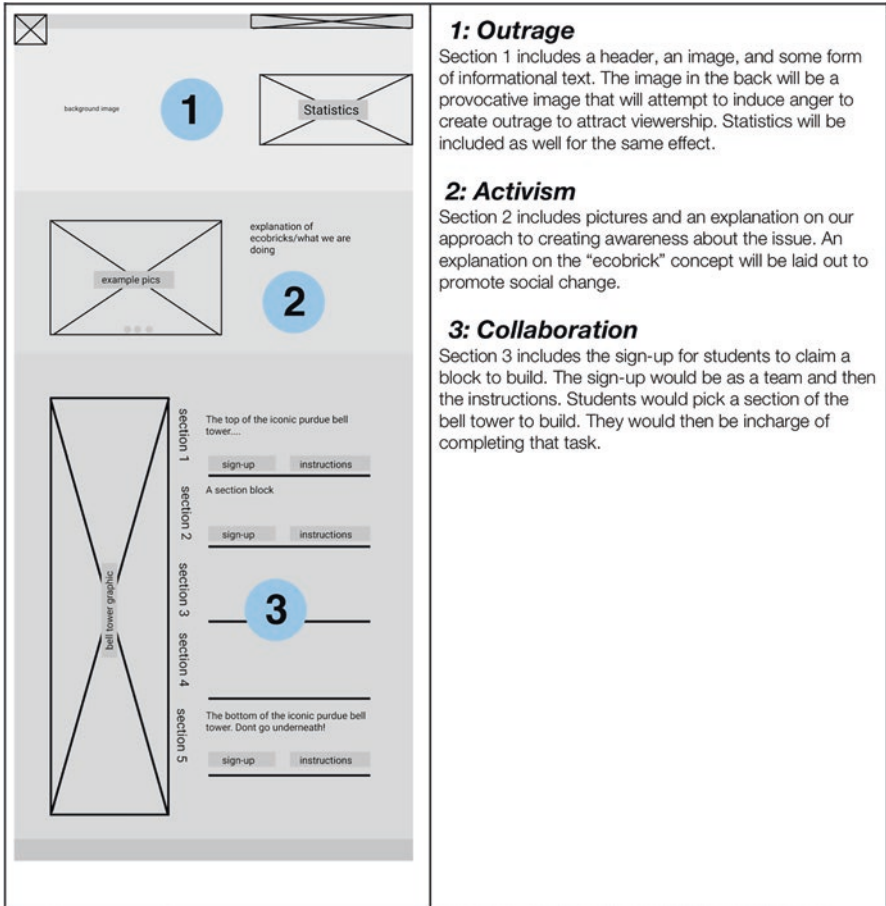 background image
1
Statistics
example pics
explanation of
ecobricks/what we are
doing
2
bell tower graphic
section 1
The top of the iconic purdue bell
tower....
sign-up instructions
section 2
A section block
sign-up instructions
section 3
3
section 4
section 5
The bottom of the iconic purdue bell
tower. Dont go underneath!
sign-up instructions
1: Outrage
Section 1 includes a header, an image, and some form
of informational text. The image in the back will be a
provocative image that will attempt to induce anger to
create outrage to attract viewership. Statistics will be
included as well for the same effect.
2: Activism
Section 2 includes pictures and an explanation on our
approach to creating awareness about the issue. An
explanation on the “ecobrick” concept will be laid out to
promote social change.
3: Collaboration
Section 3 includes the sign-up for students to claim a
block to build. The sign-up would be as a team and then
the instructions. Students would pick a section of the
bell tower to build. They would then be incharge of
completing that task.